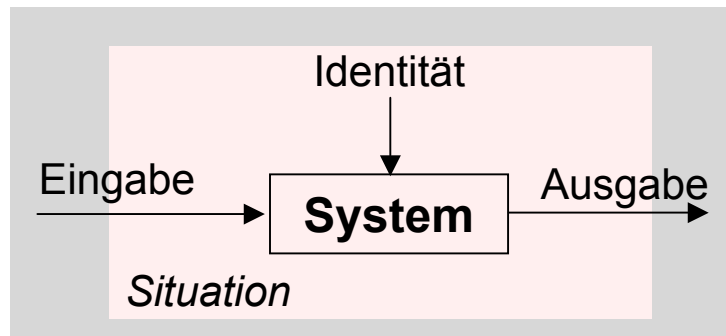 Identität
Eingabe
System
Ausgabe
Situation